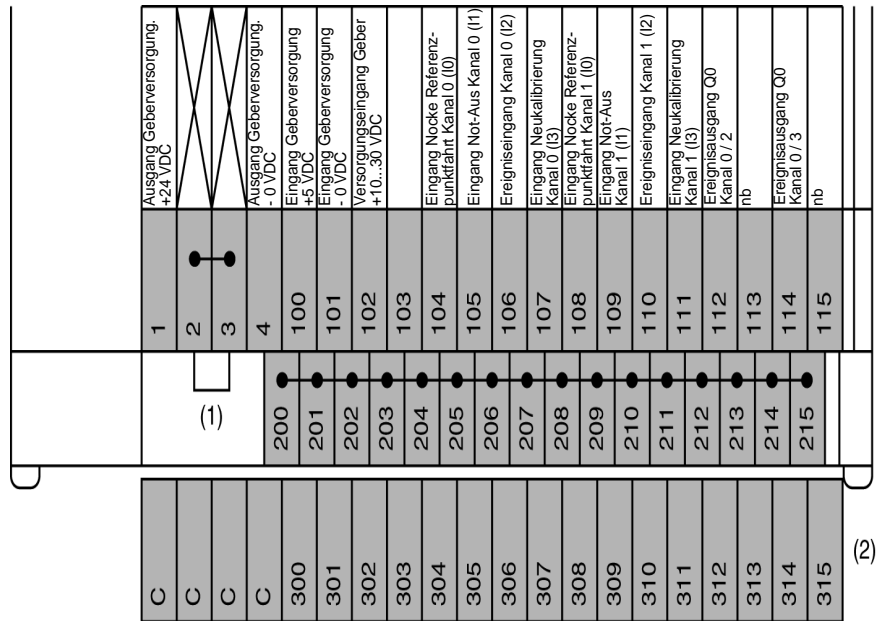 Ausgang Geberversorgung.
+24 VDC
Ausgang Geberversorgung.
- 0 VDC
Eingang Geberversorgung
+5 VDC
Eingang Geberversorgung
- 0 VDC
Versorgungseingang Geber
+10...30 VDC
Eingang Nocke Referenz-
punktfahrt Kanal 0 (I0)
Eingang Not-Aus Kanal 0 (I1)
Ereigniseingang Kanal 0 (I2)
Eingang Neukalibrierung
Kanal 0 (I3)
Eingang Nocke Referenz-
punktfahrt Kanal 1 (I0)
Eingang Not-Aus
Kanal 1 (I1)
Ereigniseingang Kanal 1 (I2)
Eingang Neukalibrierung
Kanal 1 (I3)
Ereignisausgang Q0
Kanal 0 / 2
nb
Ereignisausgang Q0
Kanal 0 / 3
nb
1
2
3
4
100
101
102
103
104
105
106
107
108
109
110
111
112
113
114
115
(1)
200
201
202
203
204
205
206
207
208
209
210
211
212
213
214
215
C
C
C
C
300
301
302
303
304
305
306
307
308
309
310
311
312
313
314
315
(2)